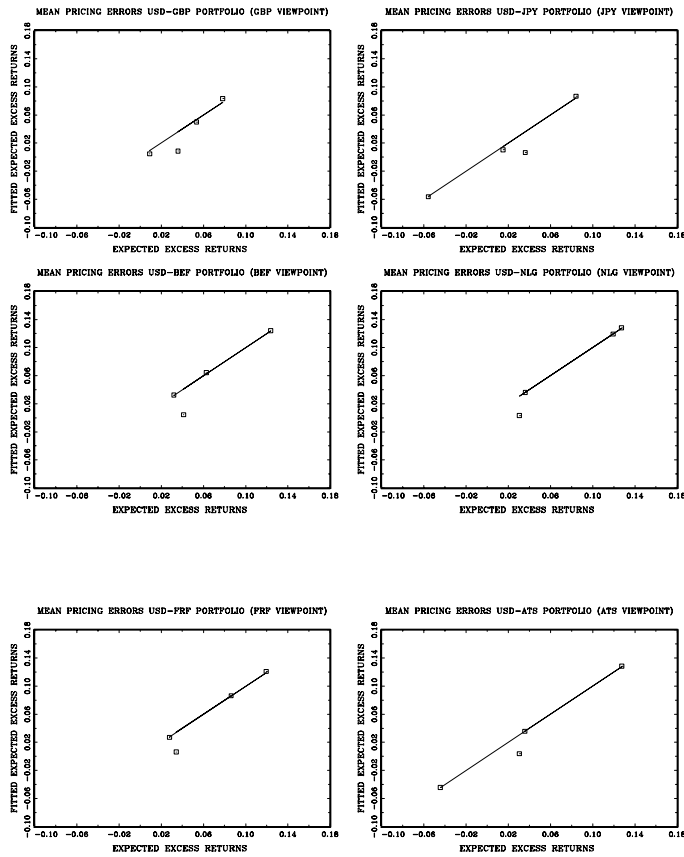 MEAN PRICING ERRORS USD-GBP PORTFOLIO (GBP VIEWPOINT)
FITTED EXPECTED EXCESS RETURNS
-0.10 -0.06 -0.02 0.02 0.06 0.10 0.14 0.18
-0.10 -0.06 -0.02 0.02 0.06 0.10 0.14 0.18
EXPECTED EXCESS RETURNS
MEAN PRICING ERRORS USD-JPY PORTFOLIO (JPY VIEWPOINT)
FITTED EXPECTED EXCESS RETURNS
-0.10 -0.06 -0.02 0.02 0.06 0.10 0.14 0.18
-0.10 -0.06 -0.02 0.02 0.06 0.10 0.14 0.18
EXPECTED EXCESS RETURNS
MEAN PRICING ERRORS USD-BEF PORTFOLIO (BEF VIEWPOINT)
FITTED EXPECTED EXCESS RETURNS
-0.10 -0.06 -0.02 0.02 0.06 0.10 0.14 0.18
-0.10 -0.06 -0.02 0.02 0.06 0.10 0.14 0.18
EXPECTED EXCESS RETURNS
MEAN PRICING ERRORS USD-NLG PORTFOLIO (NLG VIEWPOINT)
FITTED EXPECTED EXCESS RETURNS
-0.10 -0.06 -0.02 0.02 0.06 0.10 0.14 0.18
-0.10 -0.06 -0.02 0.02 0.06 0.10 0.14 0.18
EXPECTED EXCESS RETURNS
MEAN PRICING ERRORS USD-FRF PORTFOLIO (FRF VIEWPOINT)
FITTED EXPECTED EXCESS RETURNS
-0.10 -0.06 -0.02 0.02 0.06 0.10 0.14 0.18
-0.10 -0.06 -0.02 0.02 0.06 0.10 0.14 0.18
EXPECTED EXCESS RETURNS
MEAN PRICING ERRORS USD-ATS PORTFOLIO (ATS VIEWPOINT)
FITTED EXPECTED EXCESS RETURNS
-0.10 -0.06 -0.02 0.02 0.06 0.10 0.14 0.18
-0.10 -0.06 -0.02 0.02 0.06 0.10 0.14 0.18
EXPECTED EXCESS RETURNS